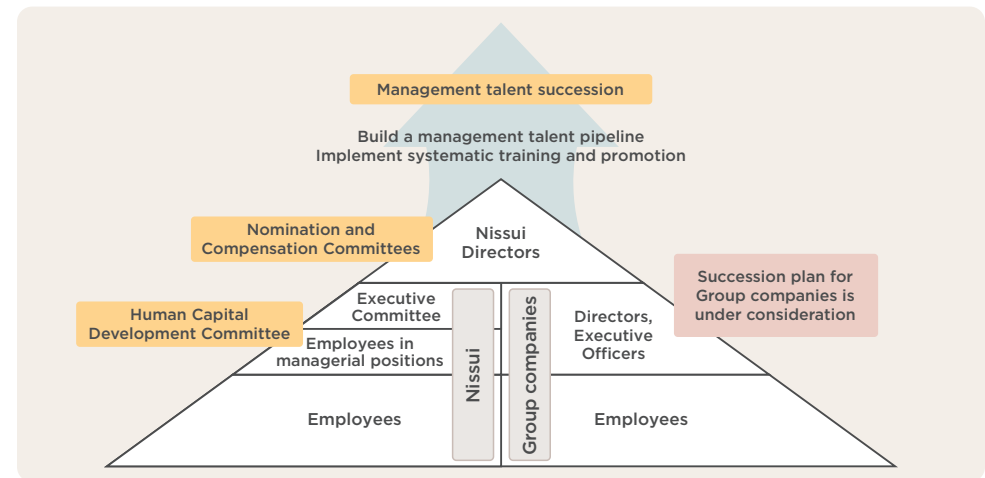 Management talent succession
Build a management talent pipeline
Implement systematic training and promotion
Nomination and
Compensation Committees
Nissui
Directors
Succession plan for
Group companies is
under consideration
Human Capital
Development Committee
Executive
Committee
Employees in
managerial positions
Nissui
Group companies
Directors,
Executive
Officers
Employees
Employees